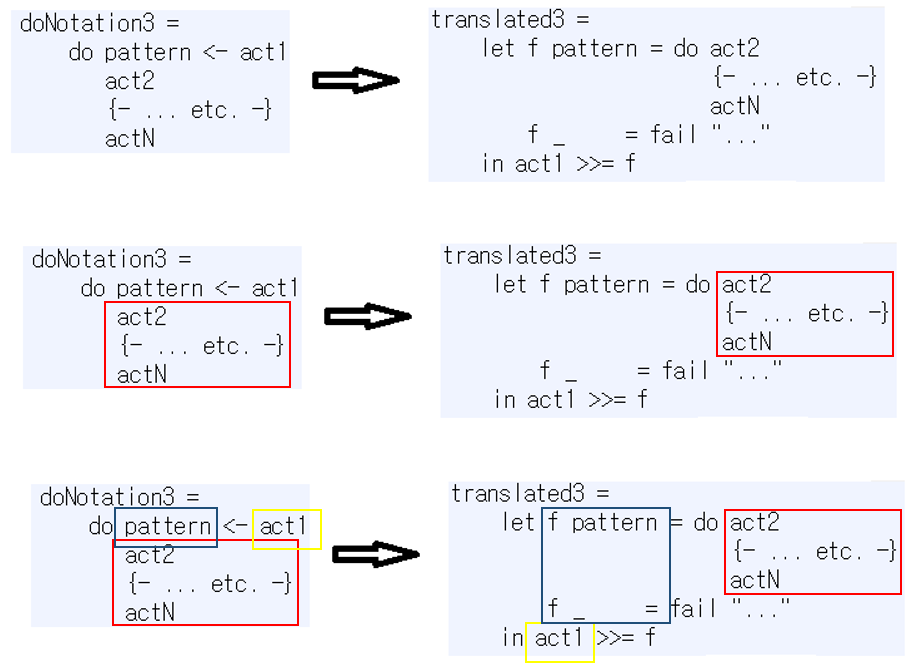 doNotation3 =
do pattern <- act1
act2
{- ... etc. -}
actN
translated3 =
let f pattern = do act2
{- ... etc. -}
actN
f _ = fail "..."
in act1 >>= f
doNotation3 =
do pattern <- act1
act2
{- ... etc. -}
actN
translated3 =
let f pattern = do act2
{- ... etc. -}
actN
f _ = fail "..."
in act1 >>= f
doNotation3 =
do pattern <- act1
act2
{- ... etc. -}
actN
translated3 =
let f pattern = do act2
{- ... etc. -}
actN
f _ = fail "..."
in act1 >>= f